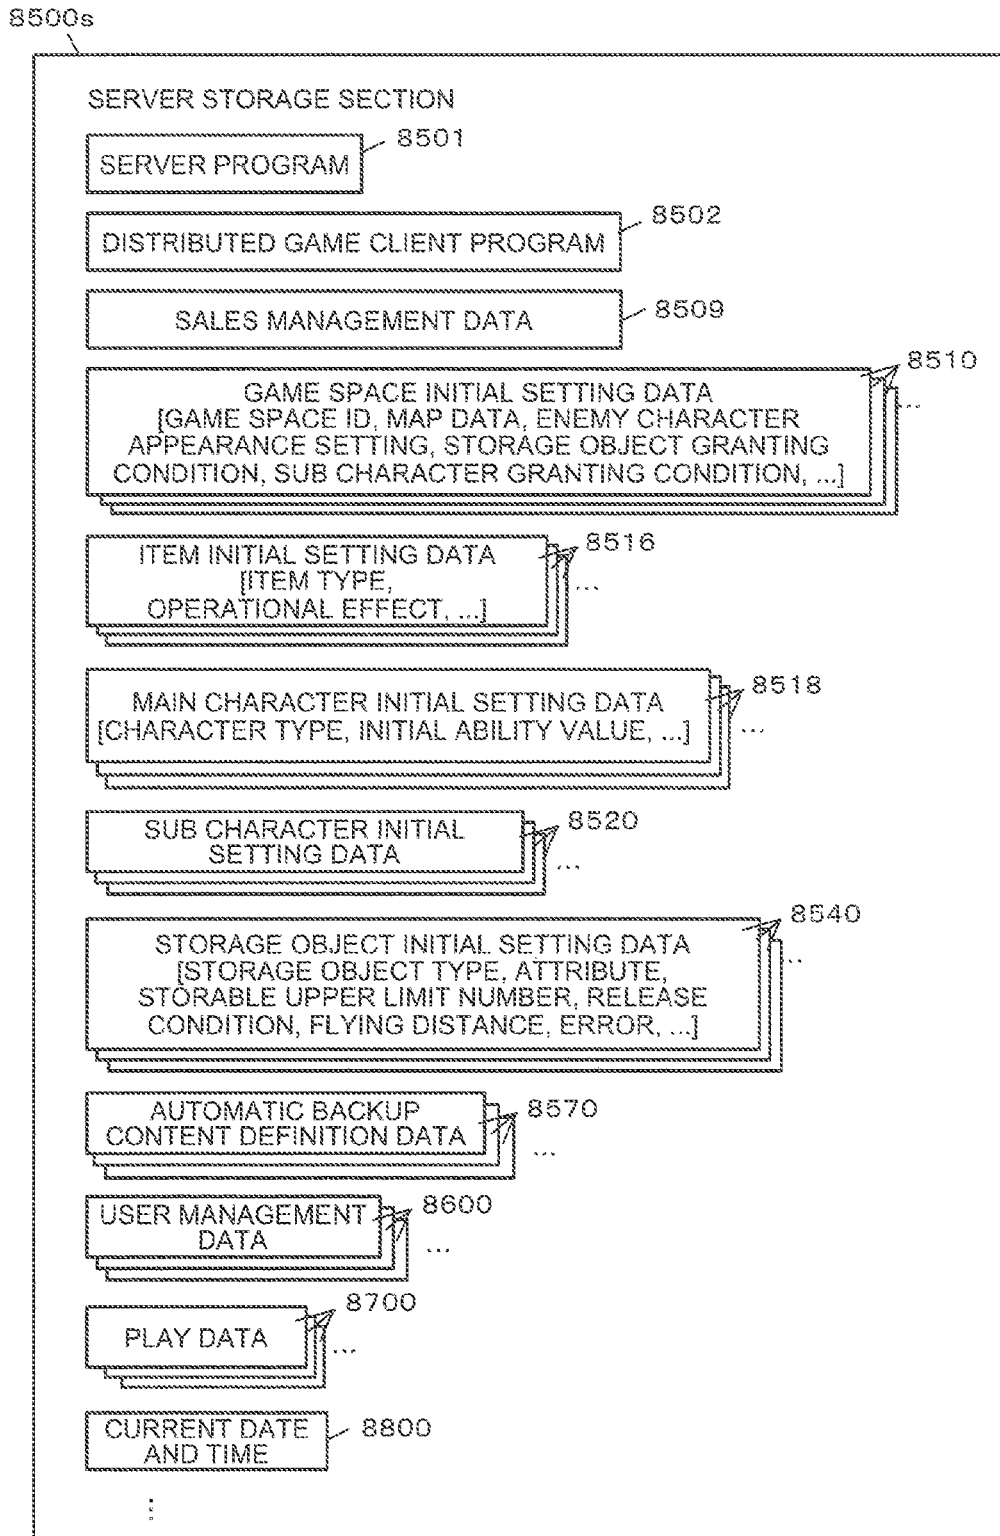 8500s
SERVER STORAGE SECTION
SERVER PROGRAM
8501
DISTRIBUTED GAME CLIENT PROGRAM
8502
SALES MANAGEMENT DATA
8509
GAME SPACE INITIAL SETTING DATA
[GAME SPACE ID, MAP DATA, ENEMY CHARACTER
APPEARANCE SETTING, STORAGE OBJECT GRANTING
CONDITION, SUB CHARACTER GRANTING CONDITION, ...]
8510
...
ITEM INITIAL SETTING DATA
[ITEM TYPE,
OPERATIONAL EFFECT, ...]
8516
...
MAIN CHARACTER INITIAL SETTING DATA
[CHARACTER TYPE, INITIAL ABILITY VALUE, ...]
8518
...
SUB CHARACTER INITIAL
SETTING DATA
8520
...
STORAGE OBJECT INITIAL SETTING DATA
[STORAGE OBJECT TYPE, ATTRIBUTE,
STORABLE UPPER LIMIT NUMBER, RELEASE
CONDITION, FLYING DISTANCE, ERROR, ...]
8540
..
AUTOMATIC BACKUP
CONTENT DEFINITION DATA
8570
...
USER MANAGEMENT
DATA
8600
...
PLAY DATA
8700
...
CURRENT DATE
AND TIME
8800
⋮